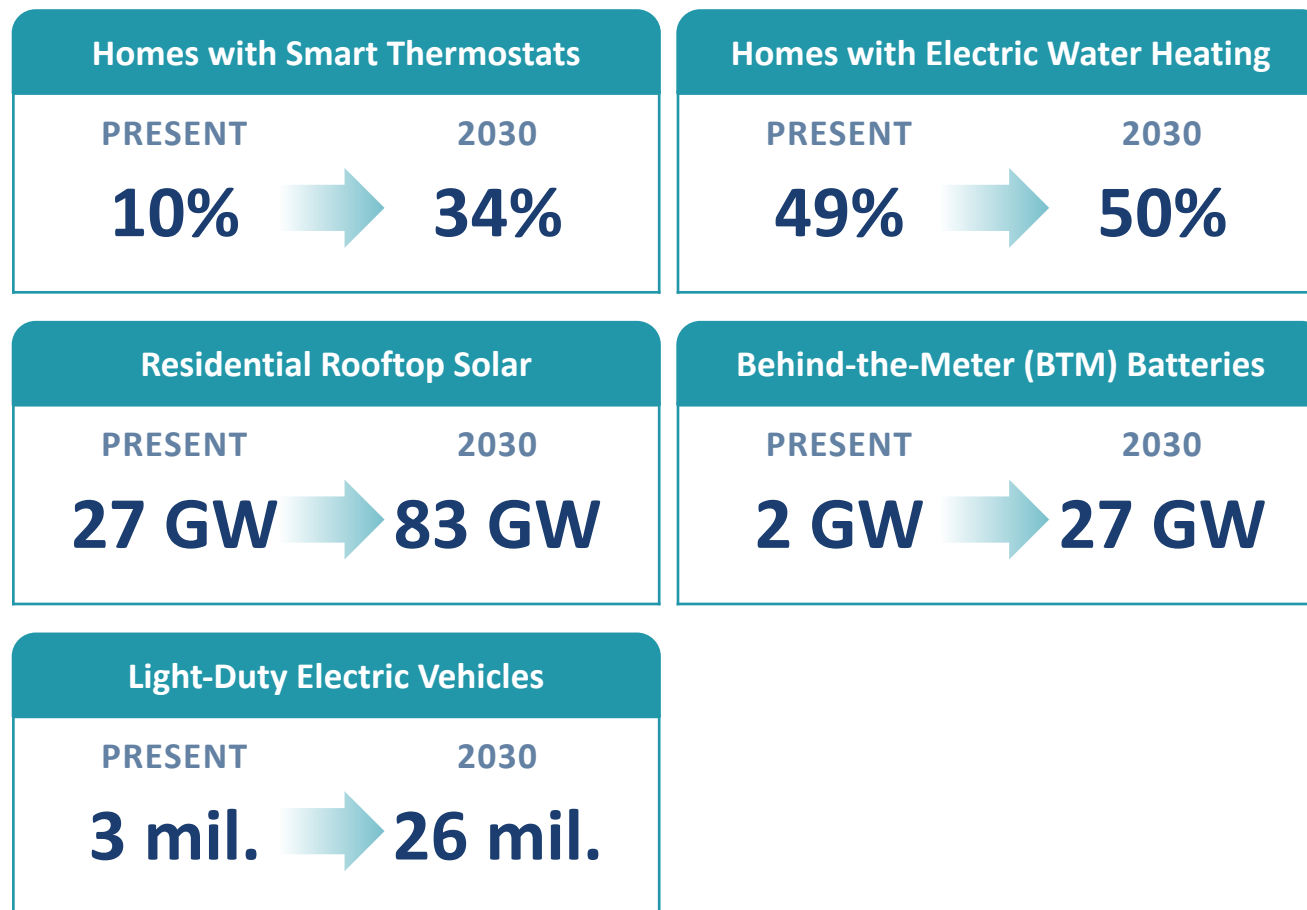 Homes with Smart Thermostats
PRESENT 2030
10% 34%
Homes with Electric Water Heating
PRESENT 2030
49% 50%
Residential Rooftop Solar
PRESENT 2030
27 GW 83 GW
Behind-the-Meter (BTM) Batteries
PRESENT 2030
2 GW 27 GW
Light-Duty Electric Vehicles
PRESENT 2030
3 mil. 26 mil.